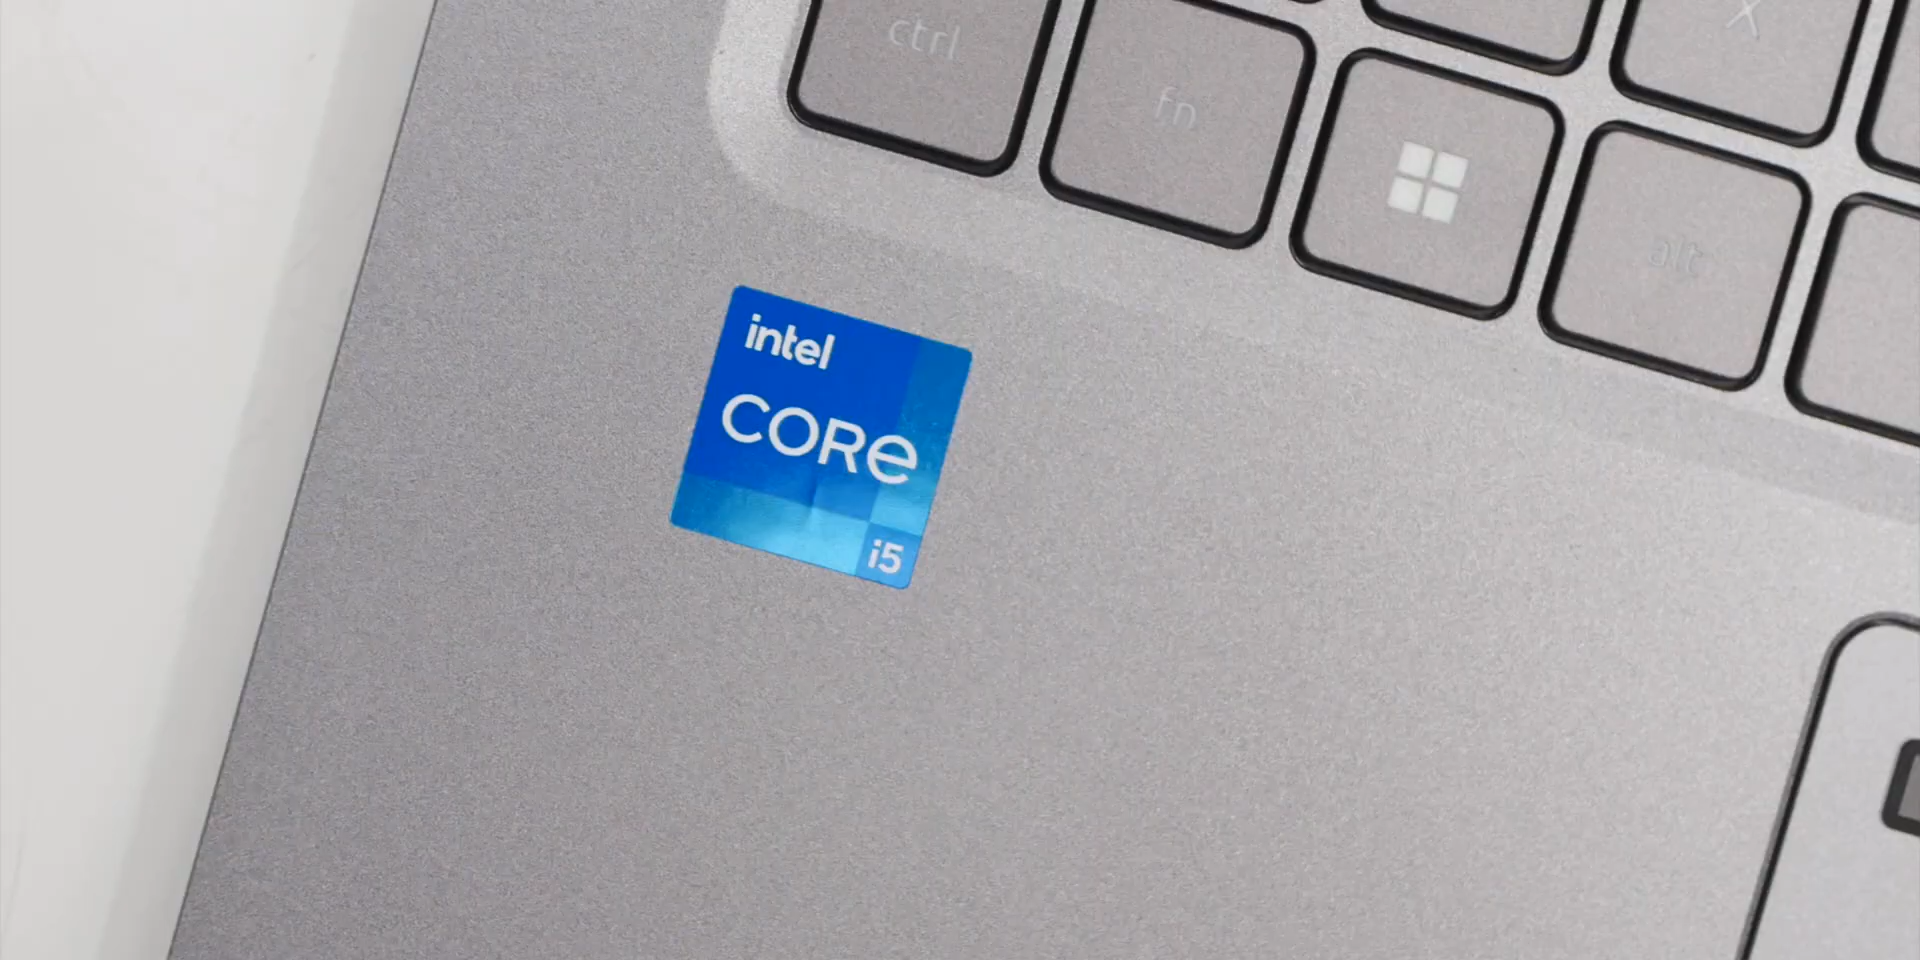 ctrl
fn
X
alt
intel
CORe
i5